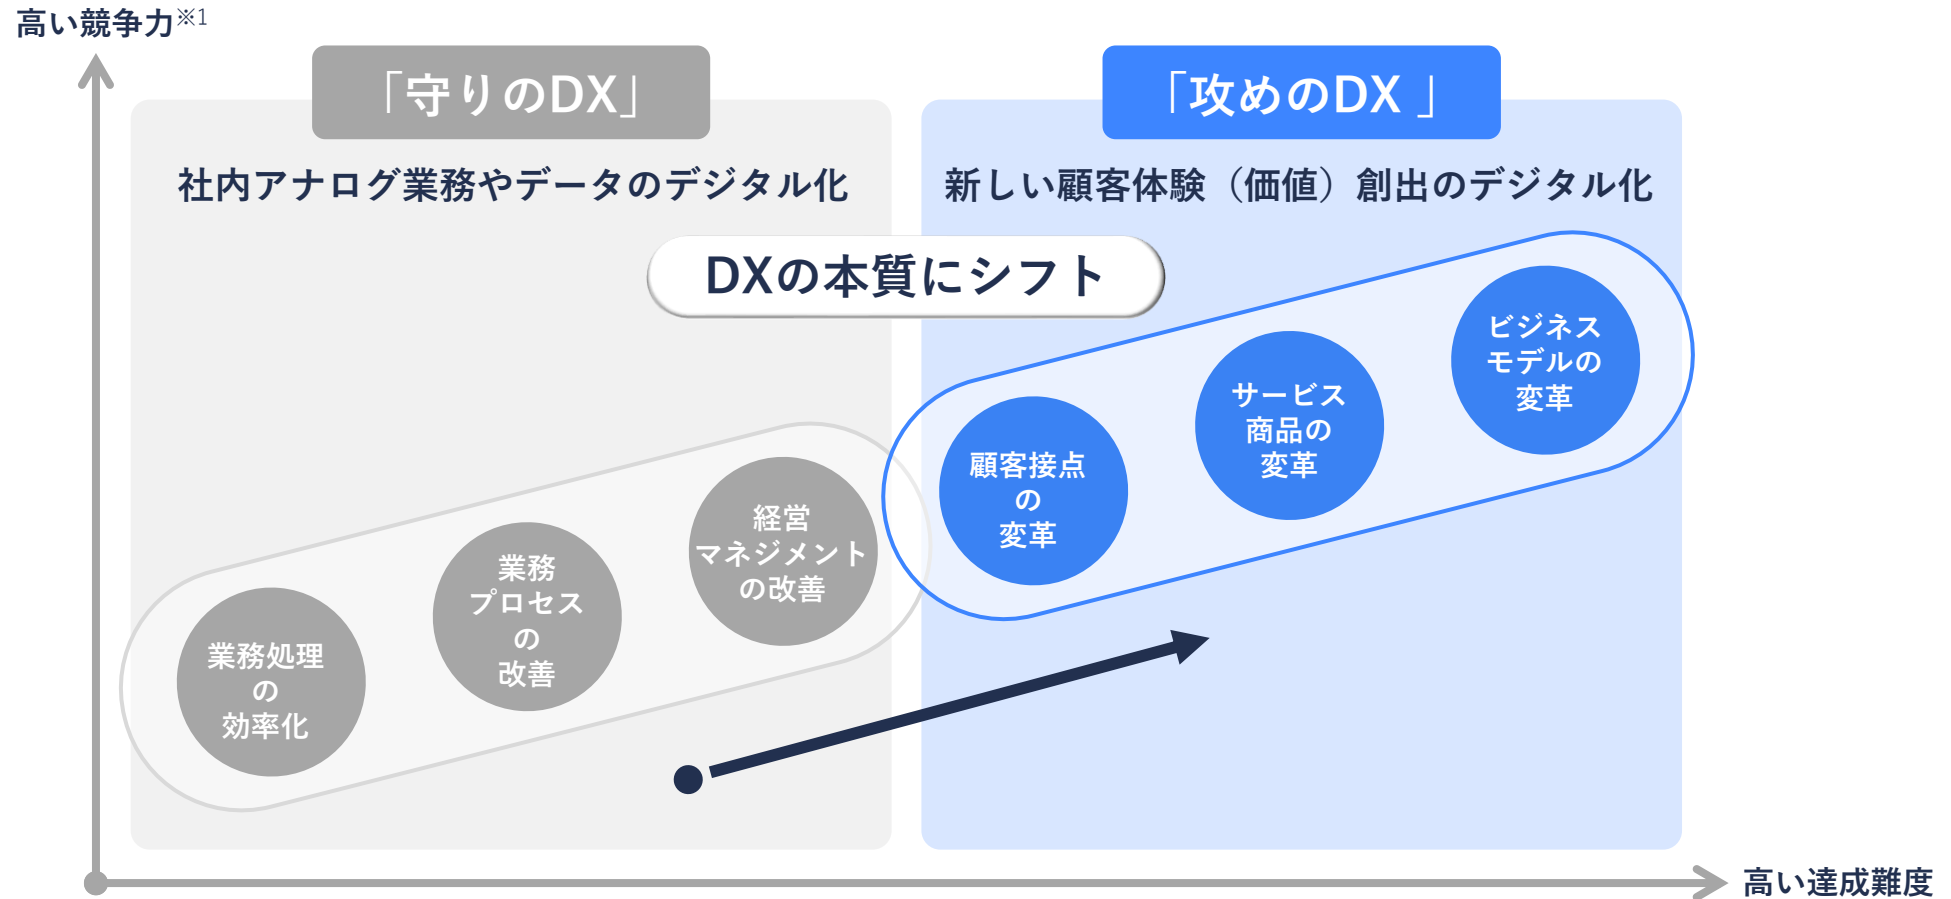 高い競争力※1
「守りのDX」
「攻めのDX 」
社内アナログ業務やデータのデジタル化
新しい顧客体験（価値）創出のデジタル化
DXの本質にシフト
業務処理
の
効率化
業務
プロセス
の
改善
経営
マネジメント
の改善
顧客接点
の
変革
サービス
商品の
変革
ビジネス
モデルの
変革
高い達成難度